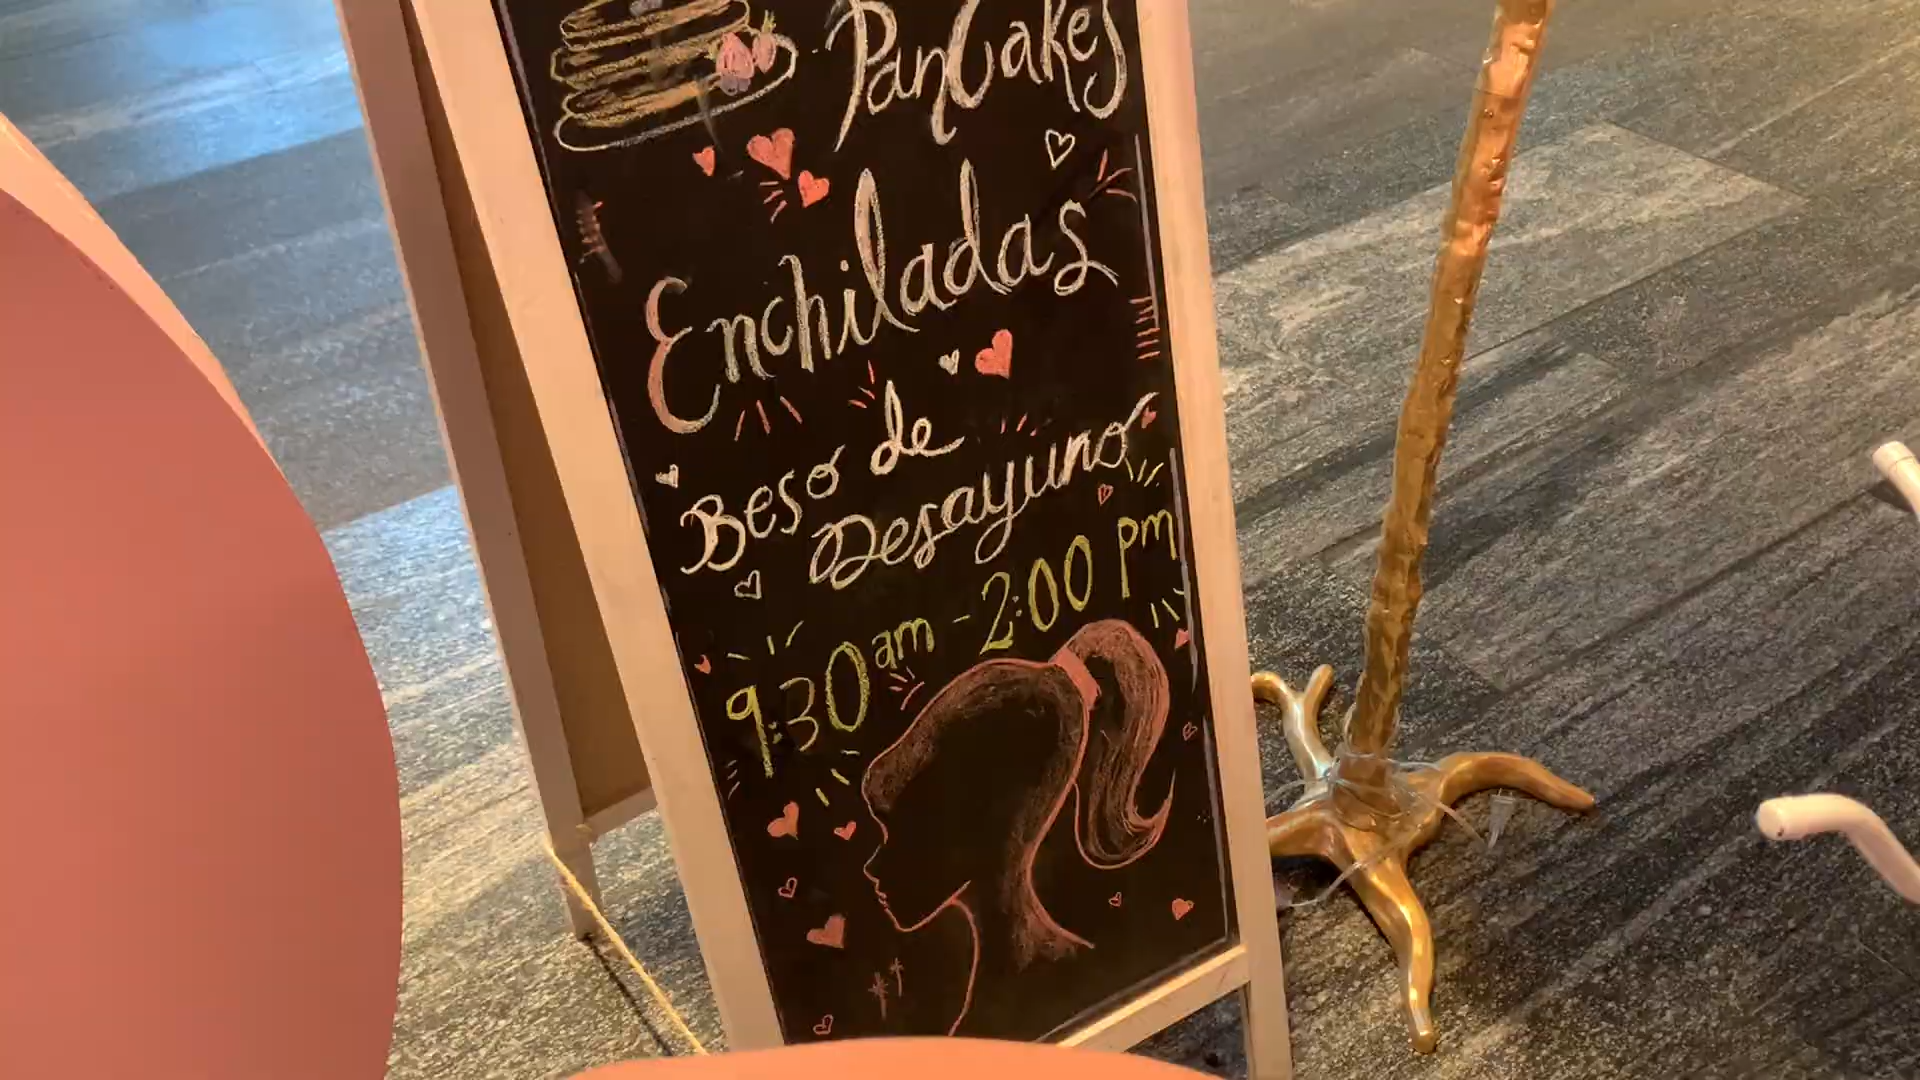 PanCakes
Enchiladas
Beso de
Desayuno
9:30am - 2:00 pm